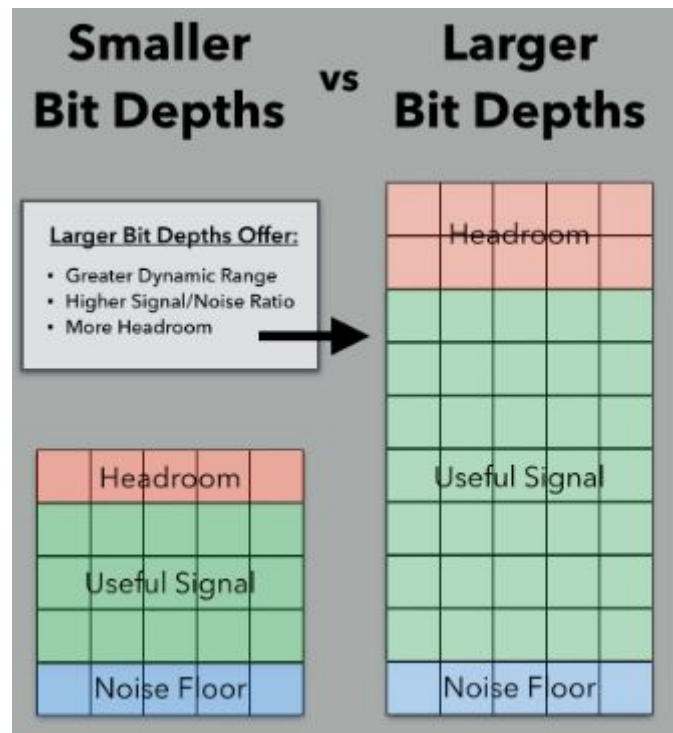 Smaller
Bit Depths
vs
Larger
Bit Depths
Larger Bit Depths Offer:
• Greater Dynamic Range
• Higher Signal/Noise Ratio
• More Headroom
Headroom
Useful Signal
Noise Floor
Headroom
Useful Signal
Noise Floor